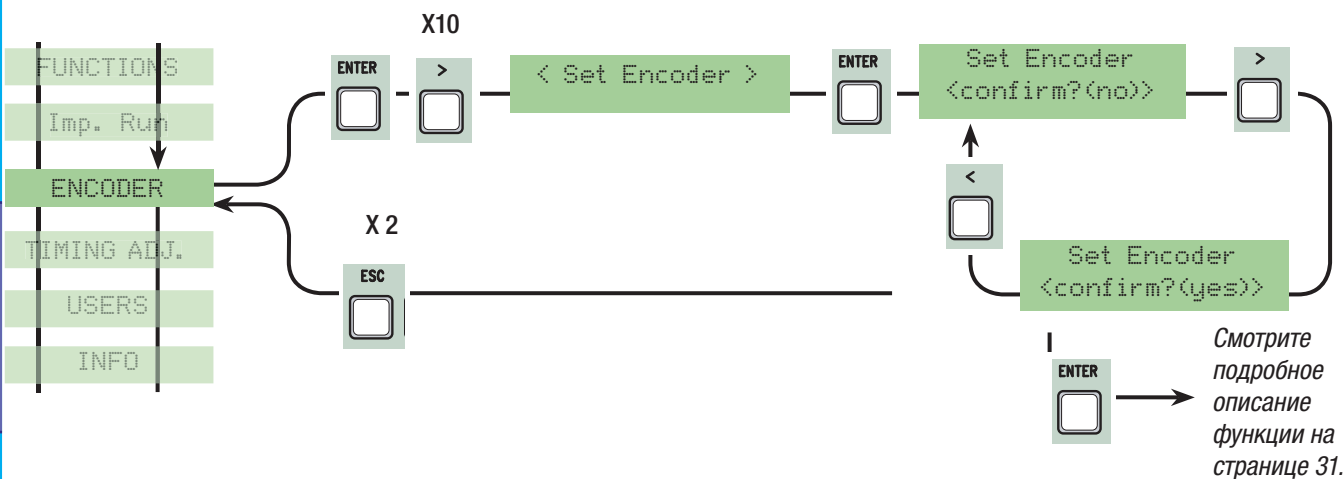 X10
FUNCTIONS
Imp. Run
ENCODER
TIMING ADJ.
USERS
INFO
ENTER
>
< Set Encoder >
ENTER
Set Encoder
<confirm?(no)>
>
<
Set Encoder
<confirm?(yes)>
X 2
ESC
ENTER
Смотрите
подробное
описание
функции на
странице 31.